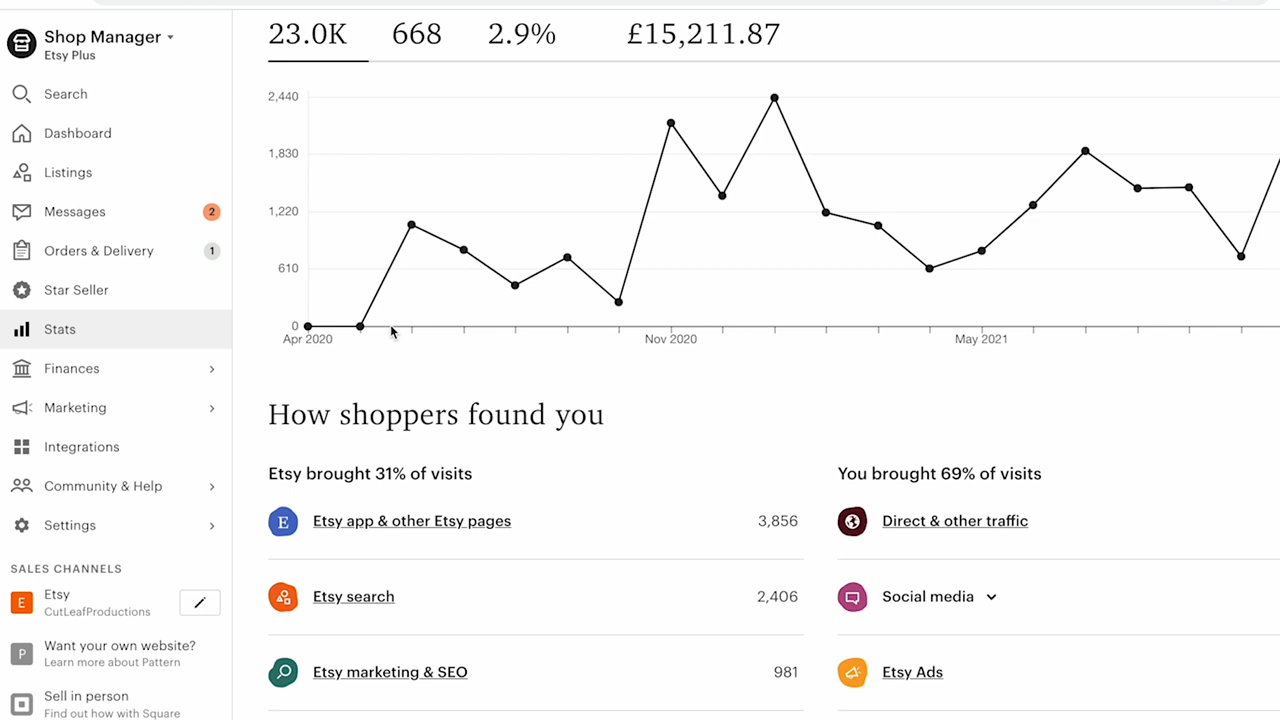 Shop Manager
Etsy Plus
Search
Dashboard
Listings
Messages 2
Orders & Delivery 1
Star Seller
Stats
Finances
Marketing
Integrations
Community & Help
Settings
SALES CHANNELS
E Etsy
CutLeafProductions
P Want your own website?
Learn more about Pattern
Sell in person
Find out how with Square
23.0K 668 2.9% £15,211.87
2,440
1,830
1,220
610
0
Apr 2020 Nov 2020 May 2021
How shoppers found you
Etsy brought 31% of visits
E Etsy app & other Etsy pages 3,856
Etsy search 2,406
Etsy marketing & SEO 981
You brought 69% of visits
Direct & other traffic
Social media
Etsy Ads